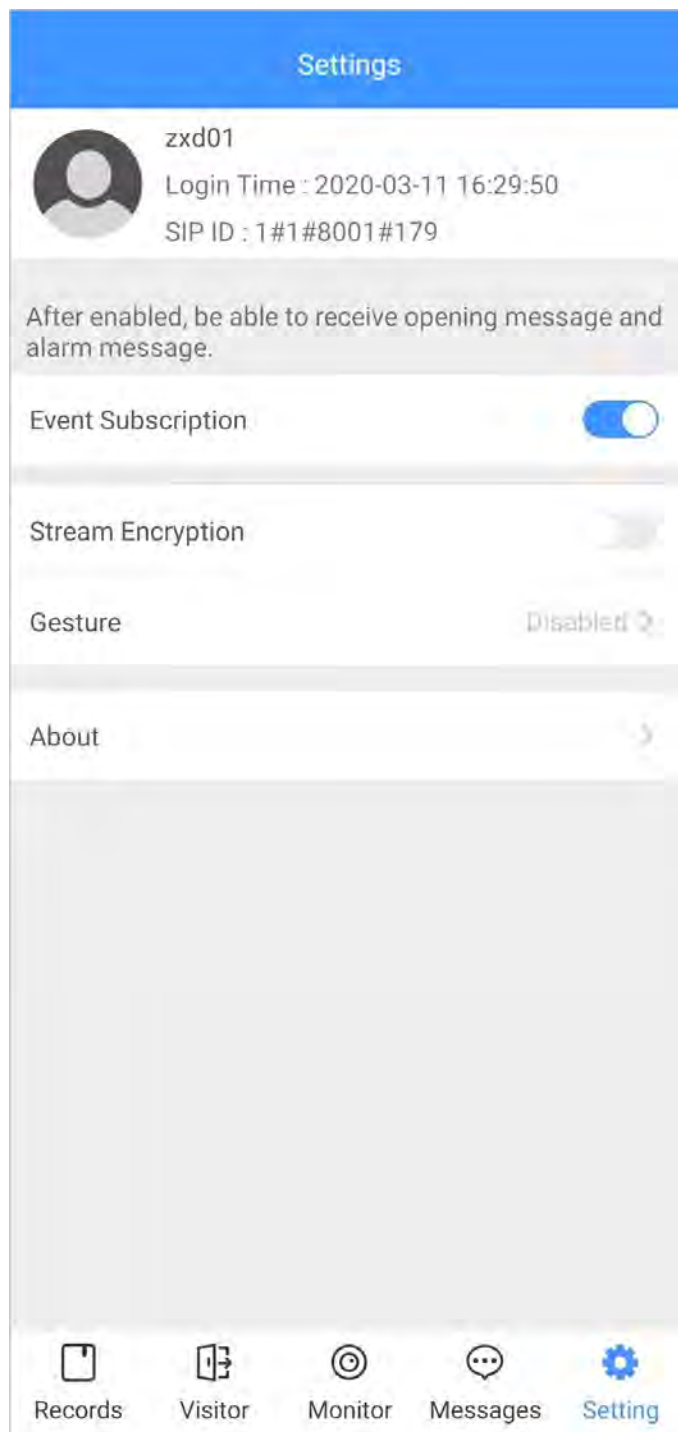 Settings
zxd01
Login Time : 2020-03-11 16:29:50
SIP ID : 1#1#8001#179
After enabled, be able to receive opening message and
alarm message.
Event Subscription
Stream Encryption
Gesture Disabled
About
Records Visitor Monitor Messages Setting